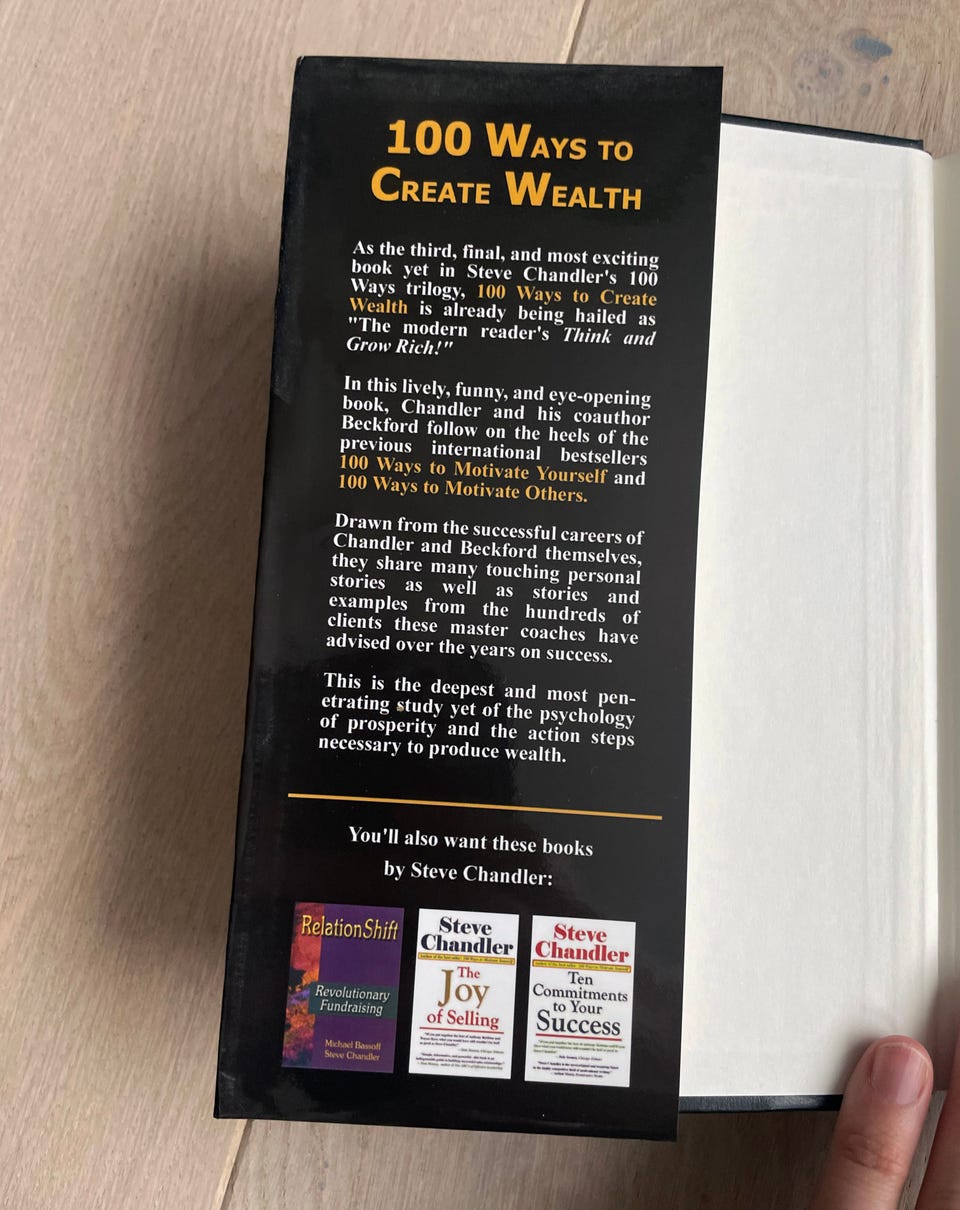 100 WAYS TO
CREATE WEALTH
As the third, final, and most exciting
book yet in Steve Chandler's 100
Ways trilogy, 100 Ways to Create
Wealth is already being hailed as
"The modern reader's Think and
Grow Rich!"
In this lively, funny, and eye-opening
book, Chandler and his coauthor
Beckford follow on the heels of the
previous international bestsellers
100 Ways to Motivate Yourself and
100 Ways to Motivate Others.
Drawn from the successful careers of
Chandler and Beckford themselves,
they share many touching personal
stories as well as stories and
examples from the hundreds of
clients these master coaches have
advised over the years on success.
This is the deepest and most pen-
etrating study yet of the psychology
of prosperity and the action steps
necessary to produce wealth.
You'll also want these books
by Steve Chandler:
RelationShift
Revolutionary
Fundraising
Michael Bassoff
Steve Chandler
Steve
Chandler
The
Joy
of Selling
Steve
Chandler
Ten
Commitments
to Your
Success